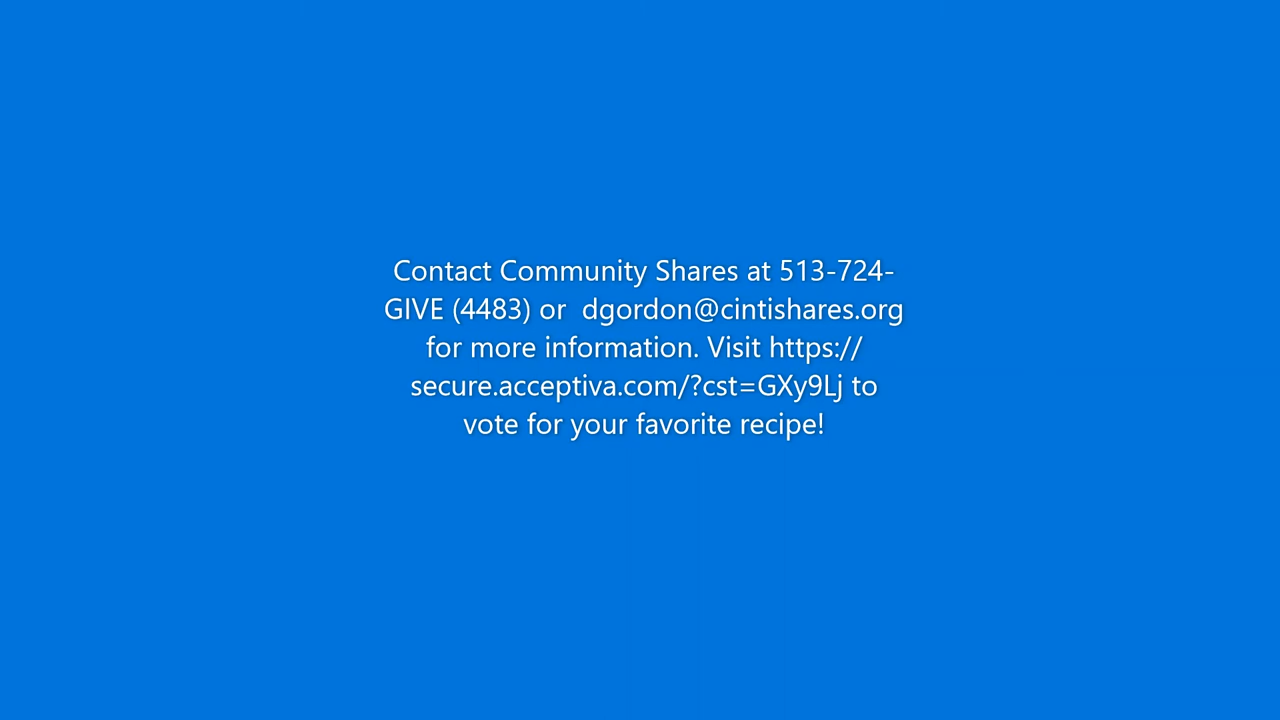 Contact Community Shares at 513-724-
GIVE (4483) or  dgordon@cintishares.org
for more information. Visit https://
secure.acceptiva.com/?cst=GXy9Lj to
vote for your favorite recipe!